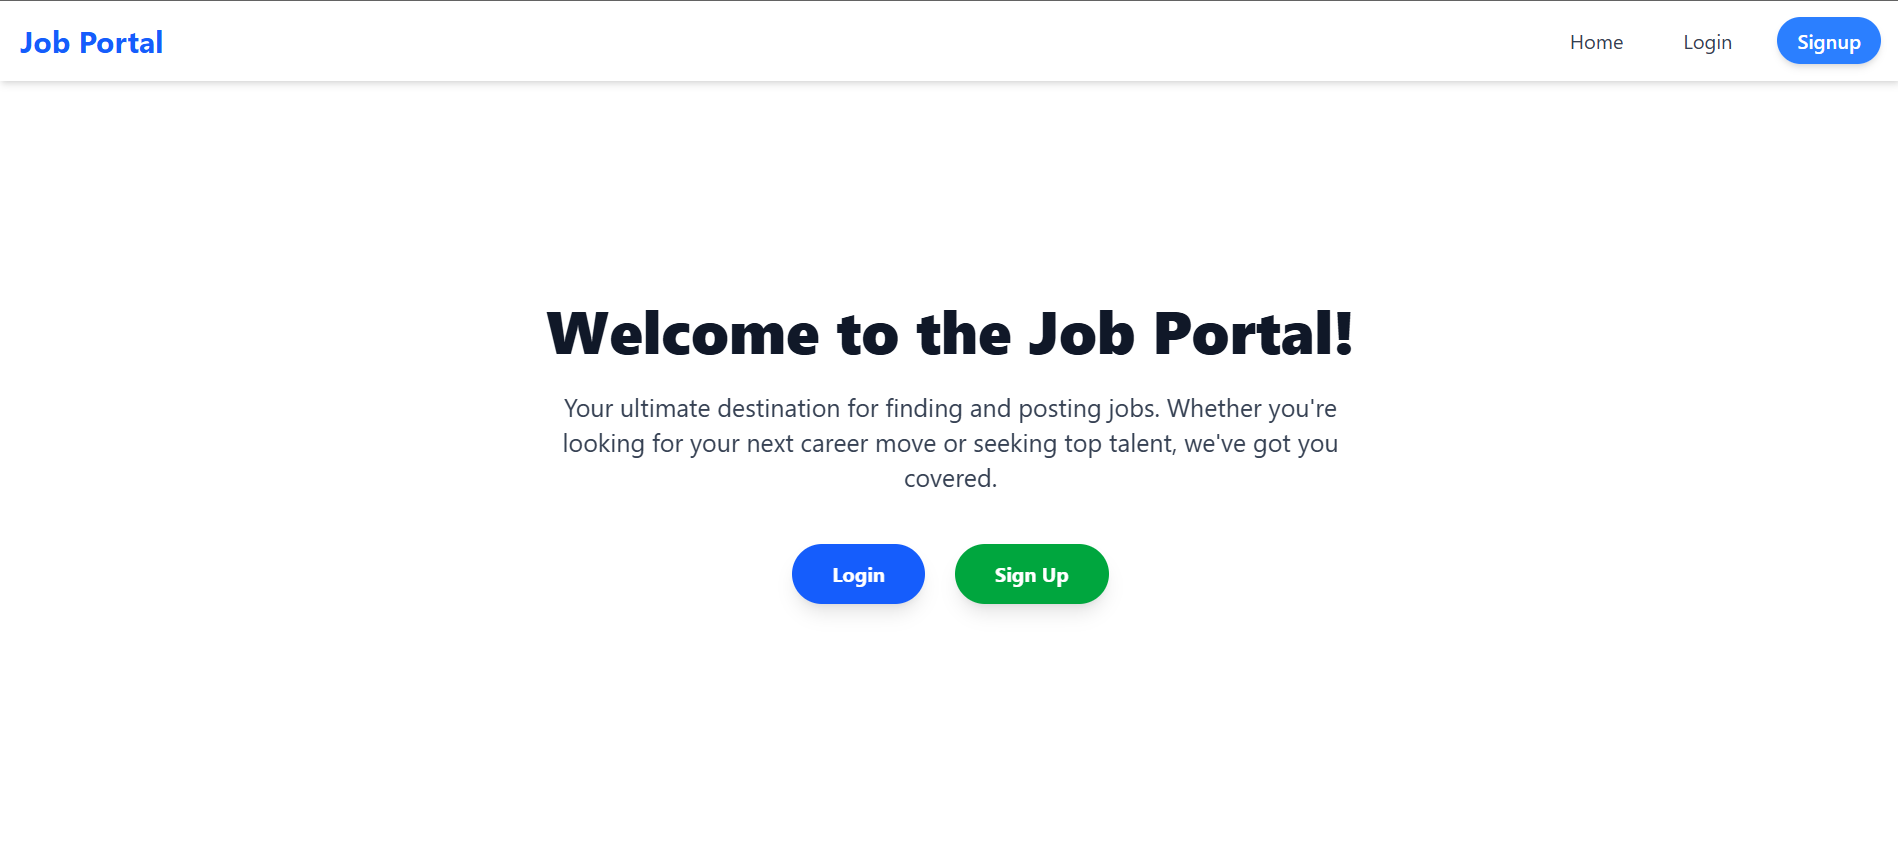 Job Portal
Home
Login
Signup
Welcome to the Job Portal!
Your ultimate destination for finding and posting jobs. Whether you're
looking for your next career move or seeking top talent, we've got you
covered.
Login
Sign Up